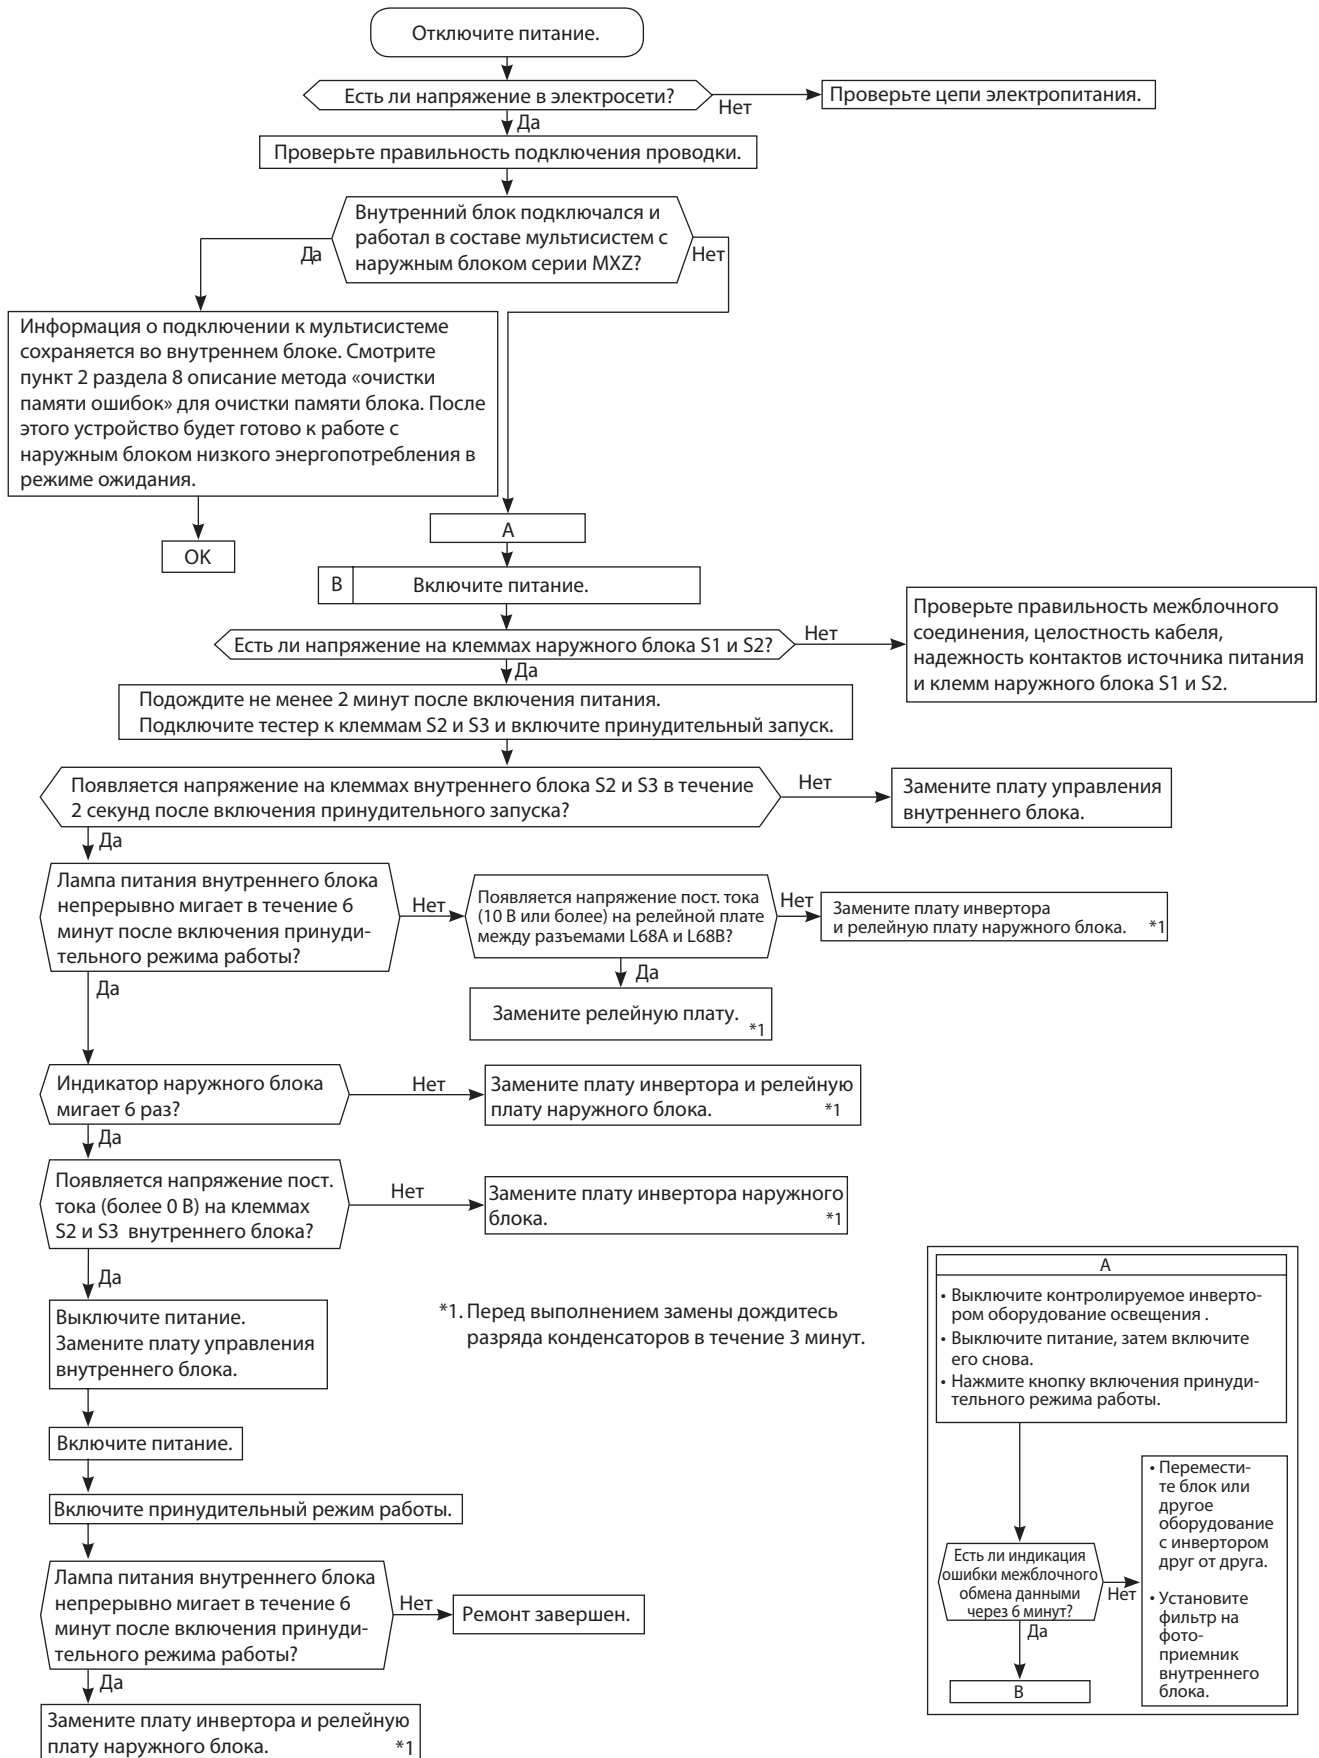 Отключите питание.
Есть ли напряжение в электросети?
Нет
Проверьте цепи электропитания.
Да
Проверьте правильность подключения проводки.
Внутренний блок подключался и
работал в составе мультисистем с
наружным блоком серии MXZ?
Да
Нет
Информация о подключении к мультисистеме
сохраняется во внутреннем блоке. Смотрите
пункт 2 раздела 8 описание метода «очистки
памяти ошибок» для очистки памяти блока. После
этого устройство будет готово к работе с
наружным блоком низкого энергопотребления в
режиме ожидания.
OK
A
B Включите питание.
Есть ли напряжение на клеммах наружного блока S1 и S2?
Нет
Проверьте правильность межблочного
соединения, целостность кабеля,
надежность контактов источника питания
и клемм наружного блока S1 и S2.
Да
Подождите не менее 2 минут после включения питания.
Подключите тестер к клеммам S2 и S3 и включите принудительный запуск.
Появляется напряжение на клеммах внутреннего блока S2 и S3 в течение
2 секунд после включения принудительного запуска?
Нет
Замените плату управления
внутреннего блока.
Да
Лампа питания внутреннего блока
непрерывно мигает в течение 6
минут после включения принуди-
тельного режима работы?
Нет
Появляется напряжение пост. тока
(10 В или более) на релейной плате
между разъемами L68A и L68B?
Нет
Замените плату инвертора
и релейную плату наружного блока. *1
Да
Замените релейную плату.
*1
Да
Индикатор наружного блока
мигает 6 раз?
Нет
Замените плату инвертора и релейную
плату наружного блока. *1
Да
Появляется напряжение пост.
тока (более 0 В) на клеммах
S2 и S3 внутреннего блока?
Нет
Замените плату инвертора наружного
блока. *1
Да
Выключите питание.
Замените плату управления
внутреннего блока.
*1. Перед выполнением замены дождитесь
разряда конденсаторов в течение 3 минут.
Включите питание.
Включите принудительный режим работы.
Лампа питания внутреннего блока
непрерывно мигает в течение 6
минут после включения принуди-
тельного режима работы?
Нет
Ремонт завершен.
Да
Замените плату инвертора и релейную
плату наружного блока. *1
A
• Выключите контролируемое инверто-
ром оборудование освещения .
• Выключите питание, затем включите
его снова.
• Нажмите кнопку включения принуди-
тельного режима работы.
Есть ли индикация
ошибки межблочного
обмена данными
через 6 минут?
Нет
• Перемести-
те блок или
другое
оборудование
с инвертором
друг от друга.
• Установите
фильтр на
фото-
приемник
внутреннего
блока.
Да
B